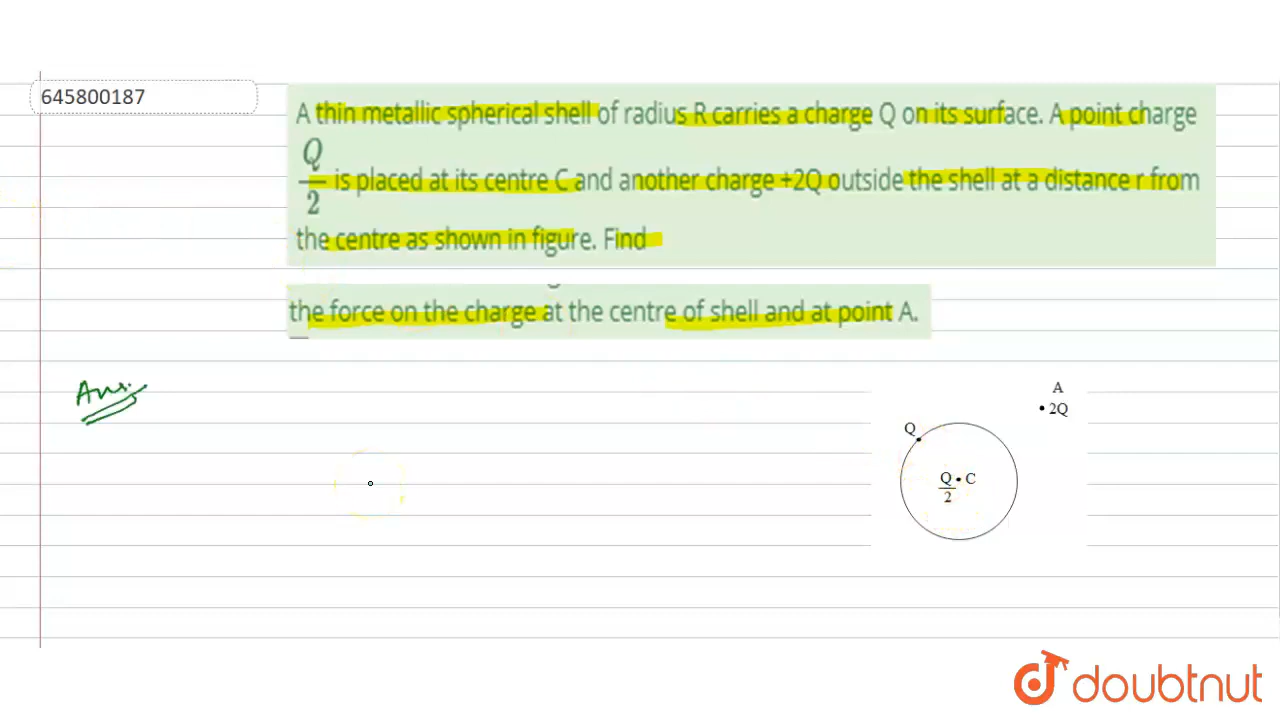 645800187
A thin metallic spherical shell of radius R carries a charge Q on its surface. A point charge
Q/2 is placed at its centre C and another charge +2Q outside the shell at a distance r from
the centre as shown in figure. Find
the force on the charge at the centre of shell and at point A.
Ans.
A
2Q
Q
Q/2 C
doubtnut